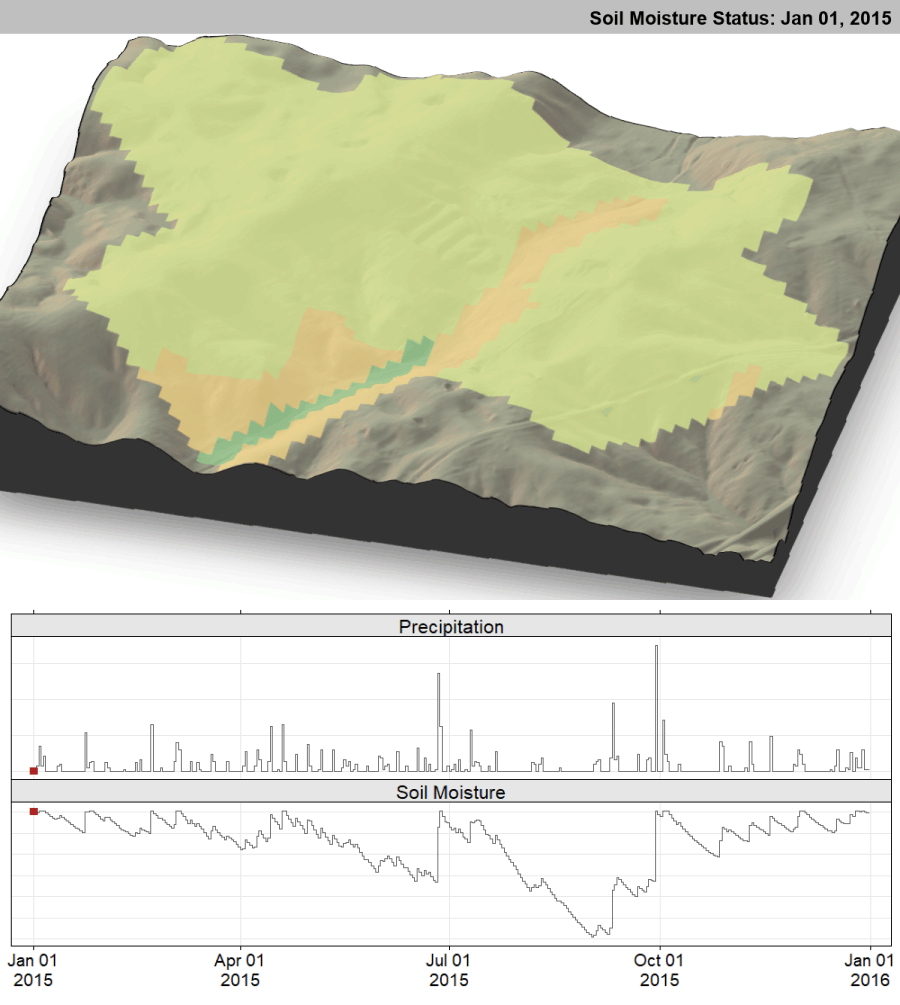 Soil Moisture Status: Jan 01, 2015
Precipitation
Soil Moisture
Jan 01 Apr 01 Jul 01 Oct 01 Jan 01
2015 2015 2015 2015 2016